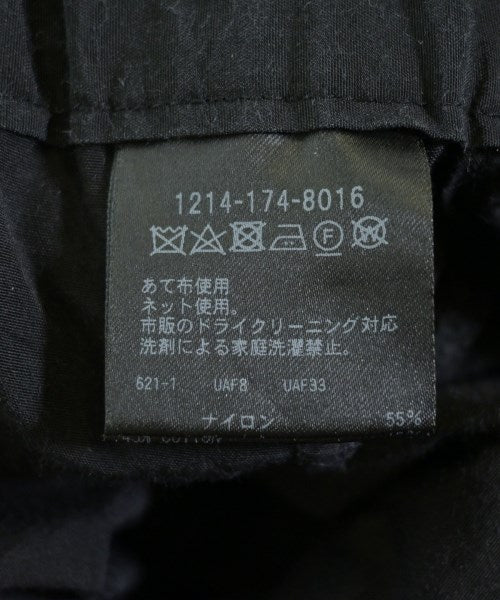 1214-174-8016
あて布使用
ネット使用。
市販のドライクリーニング対応
洗剤による家庭洗濯禁止。
621-1 UAF8 UAF33
ナイロン 55%